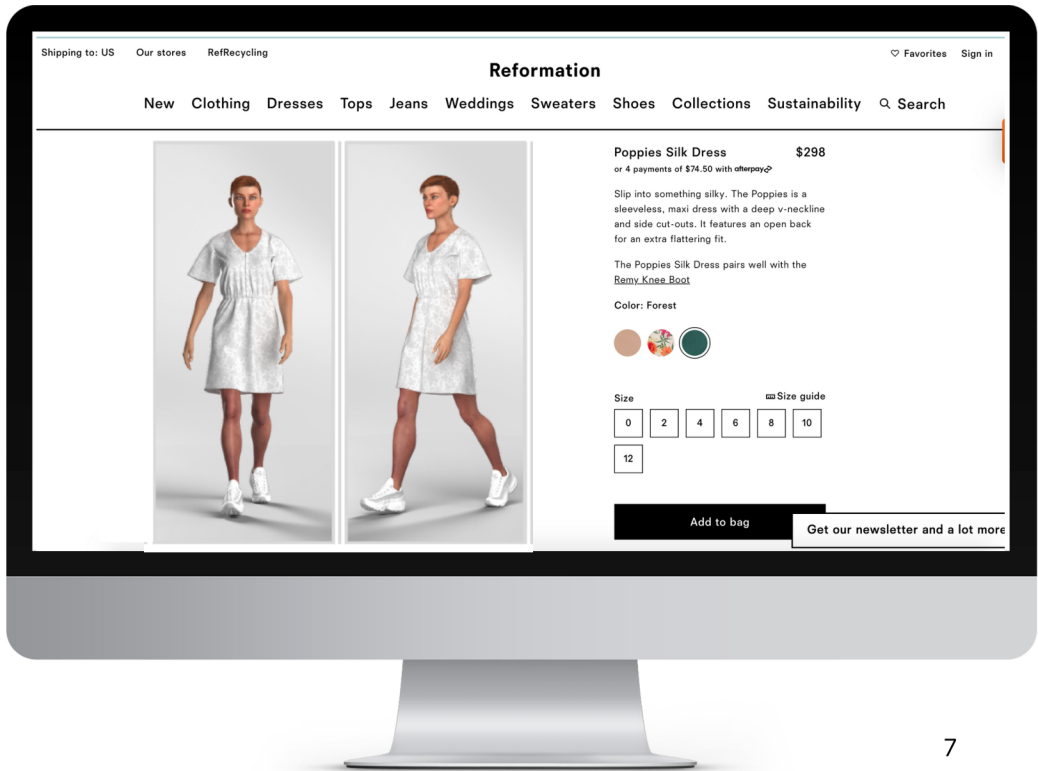 Shipping to: US Our stores RefRecycling
Favorites Sign in
Reformation
New Clothing Dresses Tops Jeans Weddings Sweaters Shoes Collections Sustainability Search
Poppies Silk Dress $298
or 4 payments of $74.50 with afterpay
Slip into something silky. The Poppies is a
sleeveless, maxi dress with a deep v-neckline
and side cut-outs. It features an open back
for an extra flattering fit.
The Poppies Silk Dress pairs well with the
Remy Knee Boot
Color: Forest
Size Size guide
0 2 4 6 8 10
12
Add to bag
Get our newsletter and a lot more
7